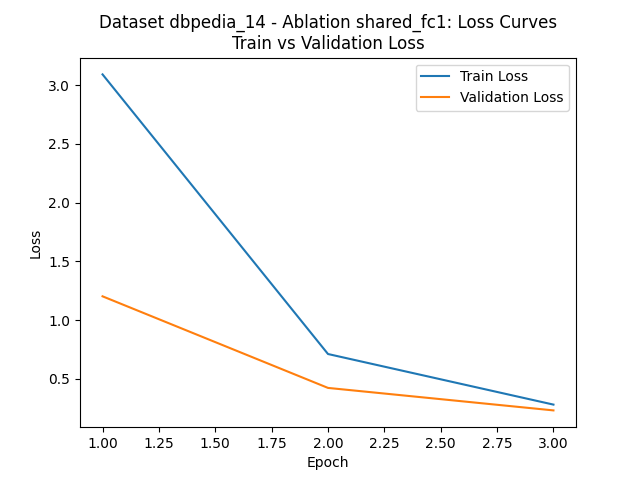 Dataset dbpedia_14 - Ablation shared_fc1: Loss Curves
Train vs Validation Loss
Train Loss
Validation Loss
Loss
3.0
2.5
2.0
1.5
1.0
0.5
1.00 1.25 1.50 1.75 2.00 2.25 2.50 2.75 3.00
Epoch